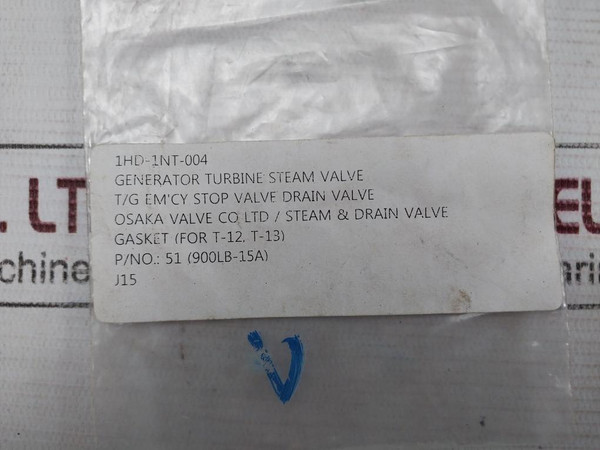 1HD-1NT-004
GENERATOR TURBINE STEAM VALVE
T/G EM'CY STOP VALVE DRAIN VALVE
OSAKA VALVE CO LTD / STEAM & DRAIN VALVE
GASKET (FOR T-12, T-13)
P/NO.: 51 (900LB-15A)
J15
V